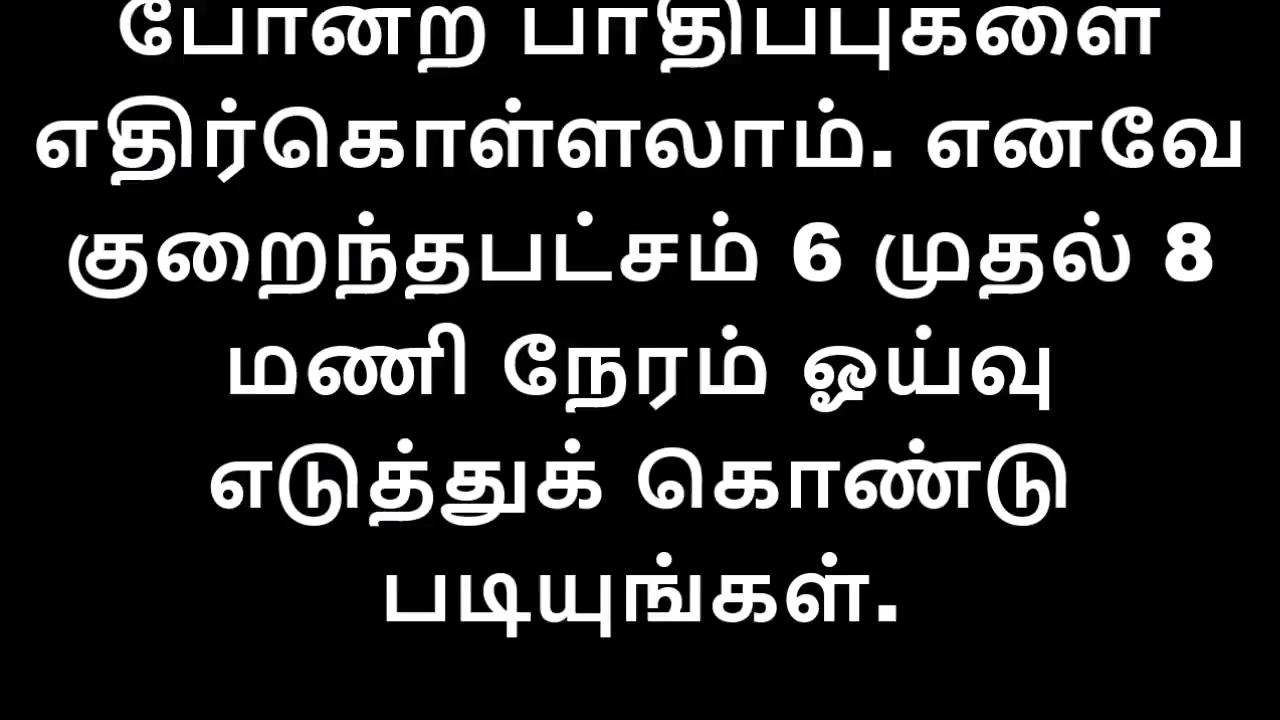 போன்ற பாதிப்புகளை
எதிர்கொள்ளலாம். எனவே
குறைந்தபட்சம் 6 முதல் 8
மணி நேரம் ஓய்வு
எடுத்துக் கொண்டு
படியுங்கள்.